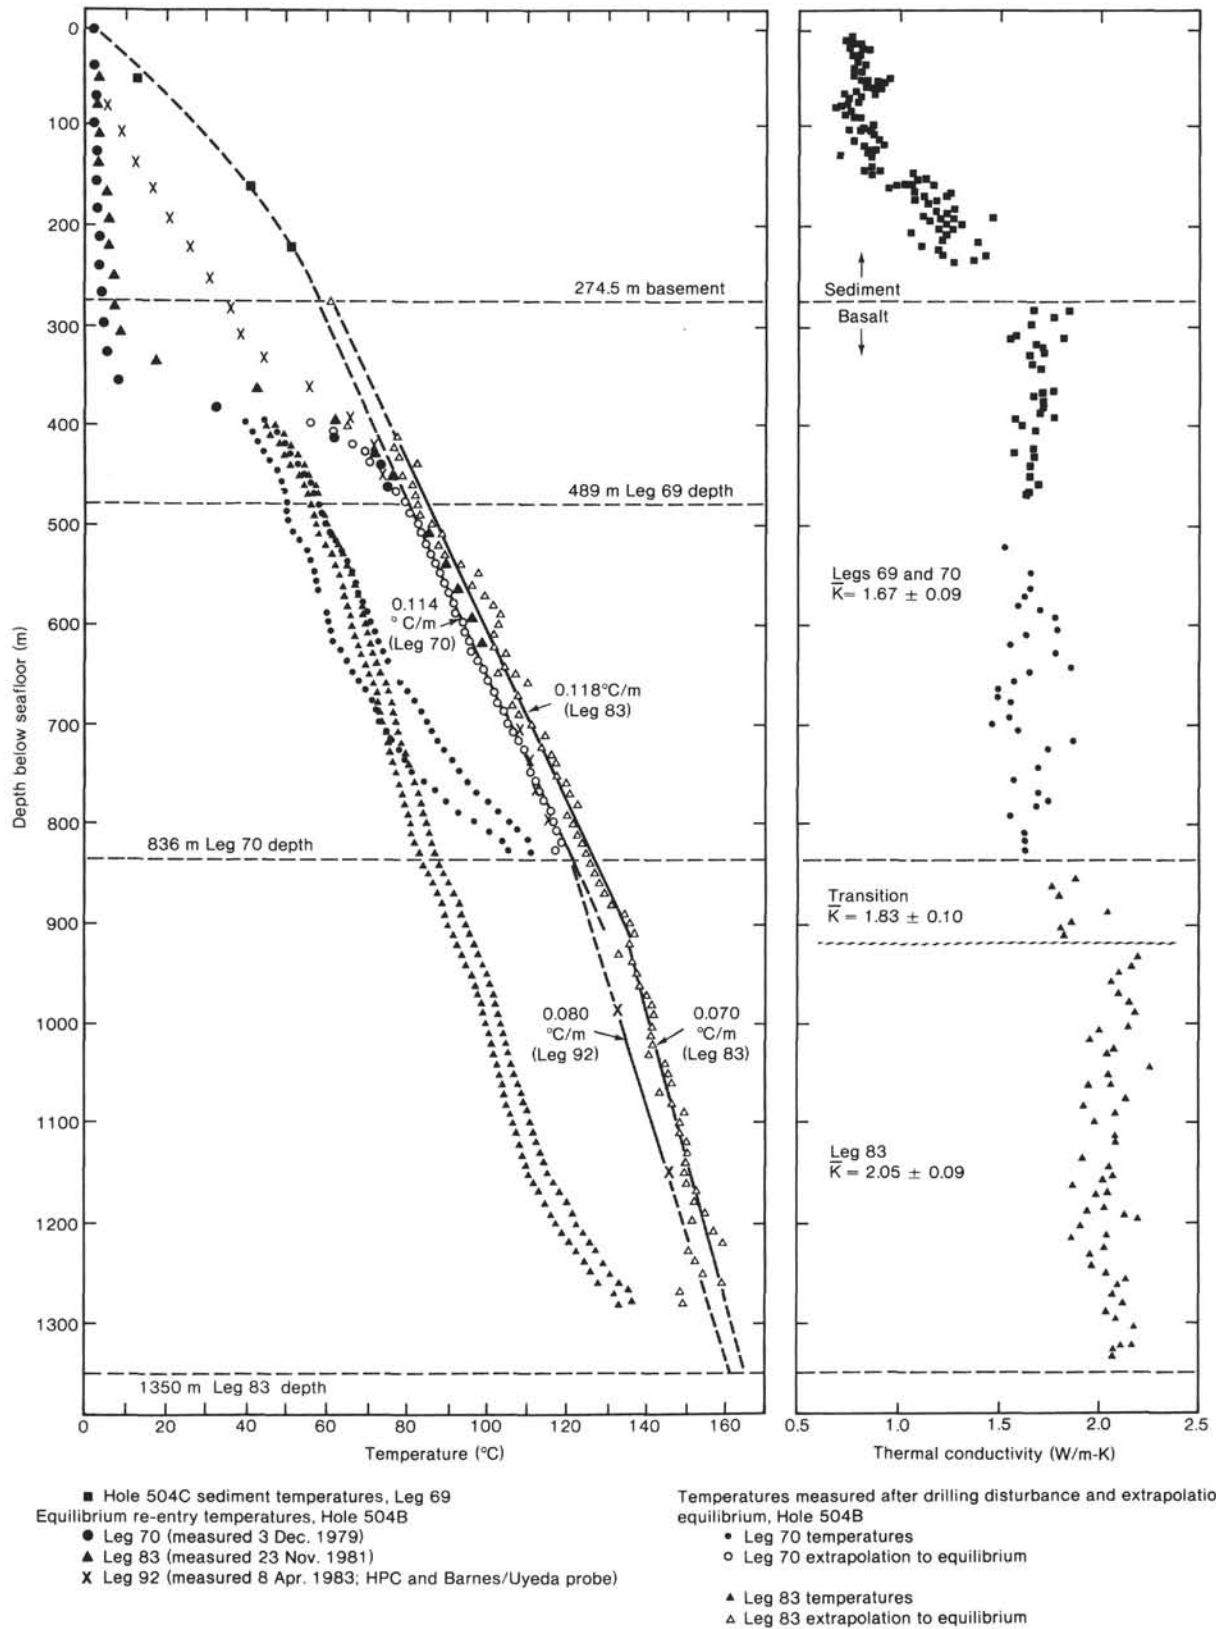 0
100
200
300
400
500
600
700
800
900
1000
1100
1200
1300
Depth below seafloor (m)
274.5 m basement
489 m Leg 69 depth
0.114
°C/m
(Leg 70)
0.118°C/m
(Leg 83)
836 m Leg 70 depth
0.080
°C/m
(Leg 92)
0.070
°C/m
(Leg 83)
1350 m Leg 83 depth
0 20 40 60 80 100 120 140 160
Temperature (°C)
Sediment
Basalt
Legs 69 and 70
K̅= 1.67 ± 0.09
Transition
K̅ = 1.83 ± 0.10
Leg 83
K̅ = 2.05 ± 0.09
0.5 1.0 1.5 2.0 2.5
Thermal conductivity (W/m-K)
■ Hole 504C sediment temperatures, Leg 69
Equilibrium re-entry temperatures, Hole 504B
● Leg 70 (measured 3 Dec. 1979)
▲ Leg 83 (measured 23 Nov. 1981)
X Leg 92 (measured 8 Apr. 1983; HPC and Barnes/Uyeda probe)
Temperatures measured after drilling disturbance and extrapolatio
equilibrium, Hole 504B
• Leg 70 temperatures
○ Leg 70 extrapolation to equilibrium
▲ Leg 83 temperatures
△ Leg 83 extrapolation to equilibrium